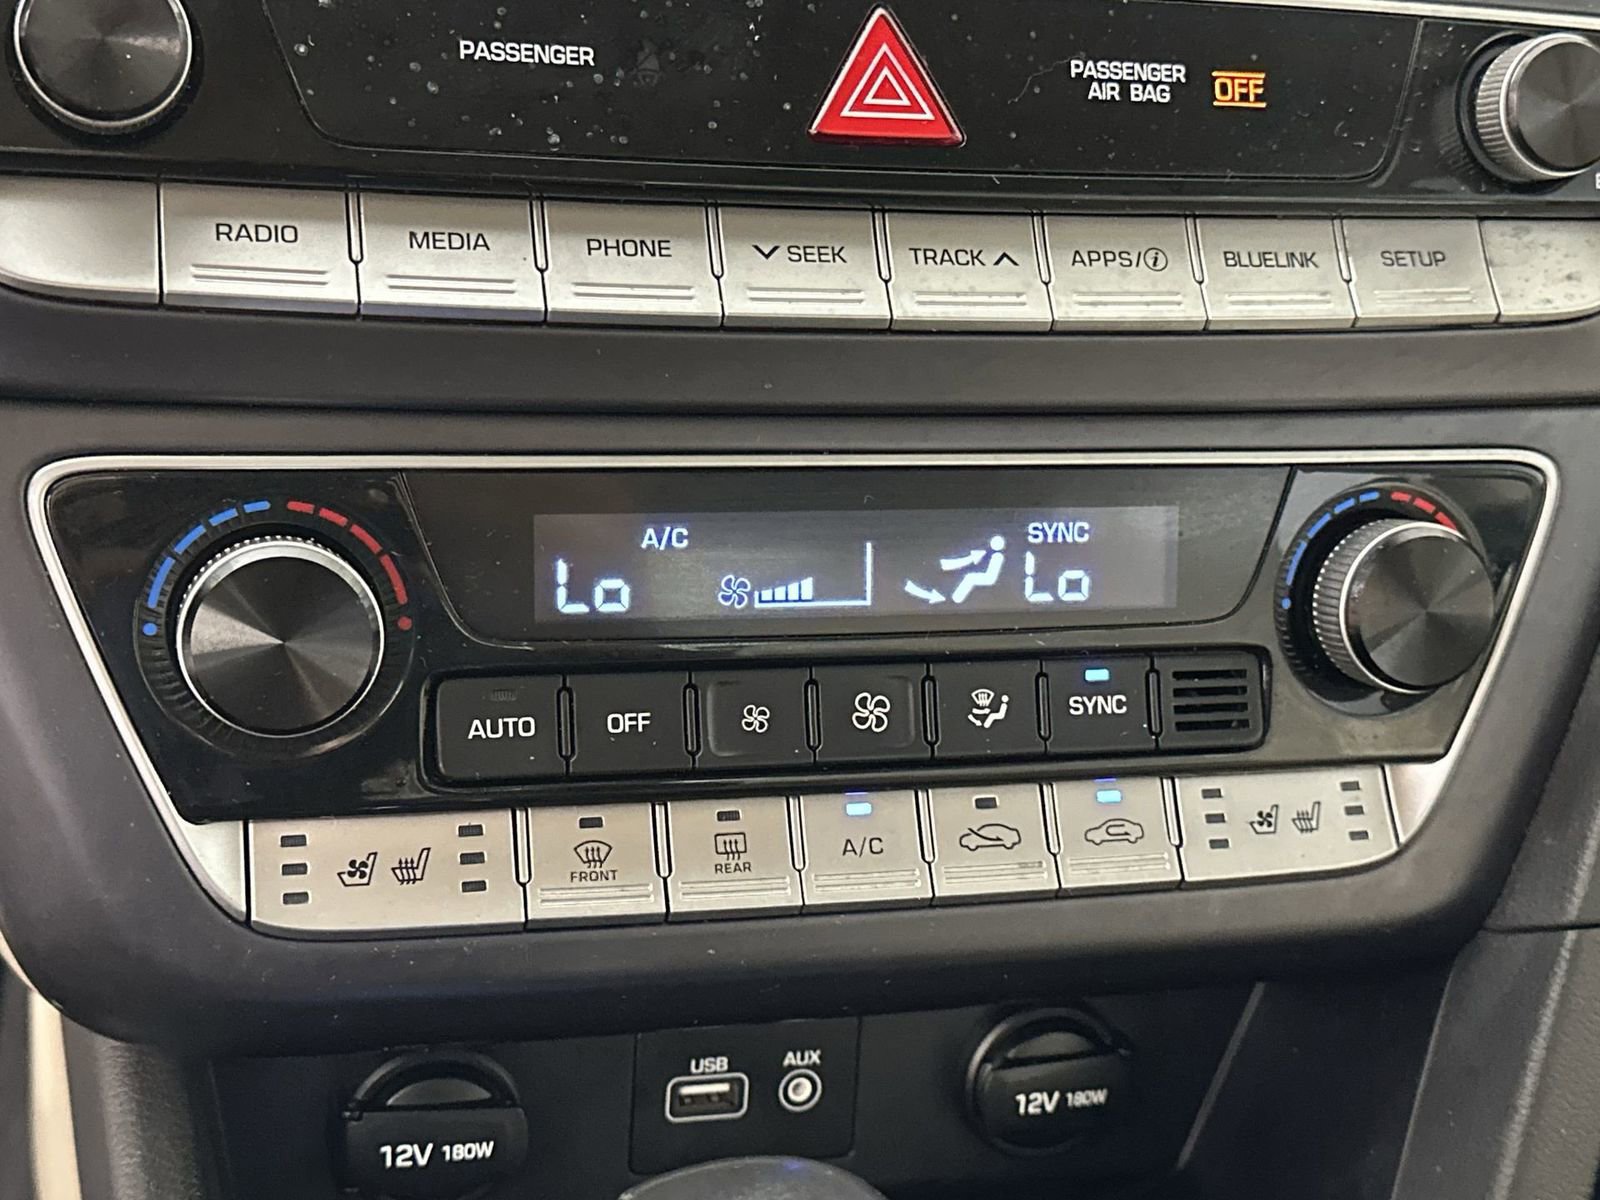 PASSENGER
PASSENGER
AIR BAG
OFF
RADIO
MEDIA
PHONE
SEEK
TRACK
APPS/i
BLUELINK
SETUP
A/C
SYNC
Lo
Lo
AUTO
OFF
SYNC
FRONT
REAR
A/C
USB
AUX
12V 180W
12V 180W